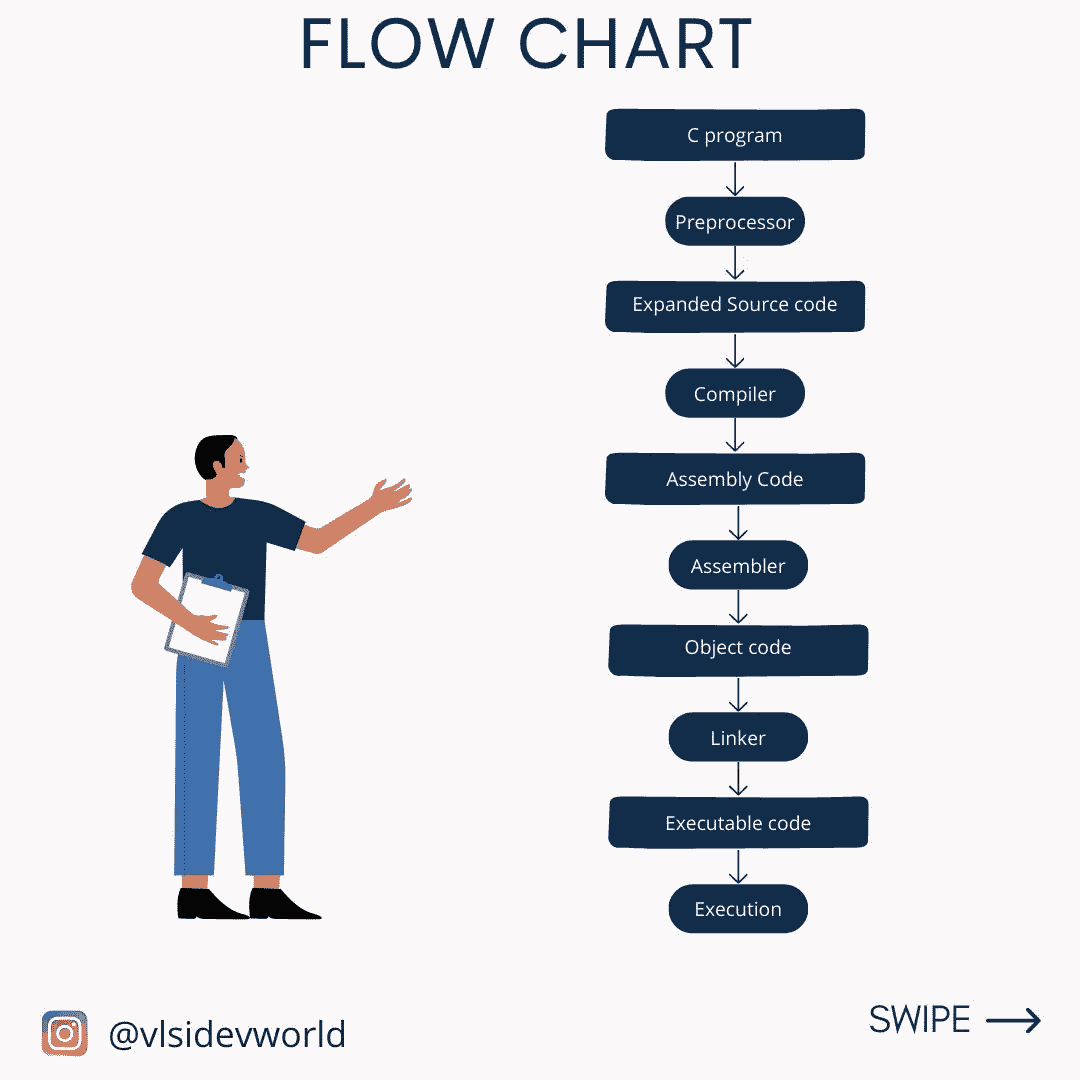 FLOW CHART
C program
Preprocessor
Expanded Source code
Compiler
Assembly Code
Assembler
Object code
Linker
Executable code
Execution
@vlsidevworld
SWIPE